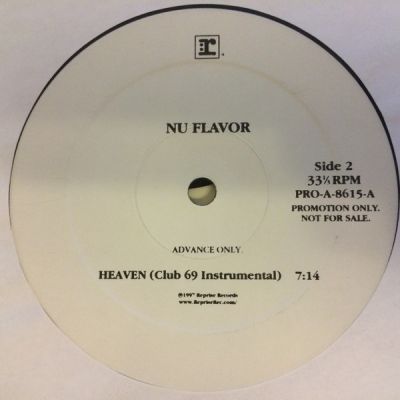 r
NU FLAVOR
Side 2
33⅓ RPM
PRO-A-8615-A
PROMOTION ONLY.
NOT FOR SALE.
ADVANCE ONLY.
HEAVEN (Club 69 Instrumental) 7:14
℗1997 Reprise Records
www.RepriseRec.com/